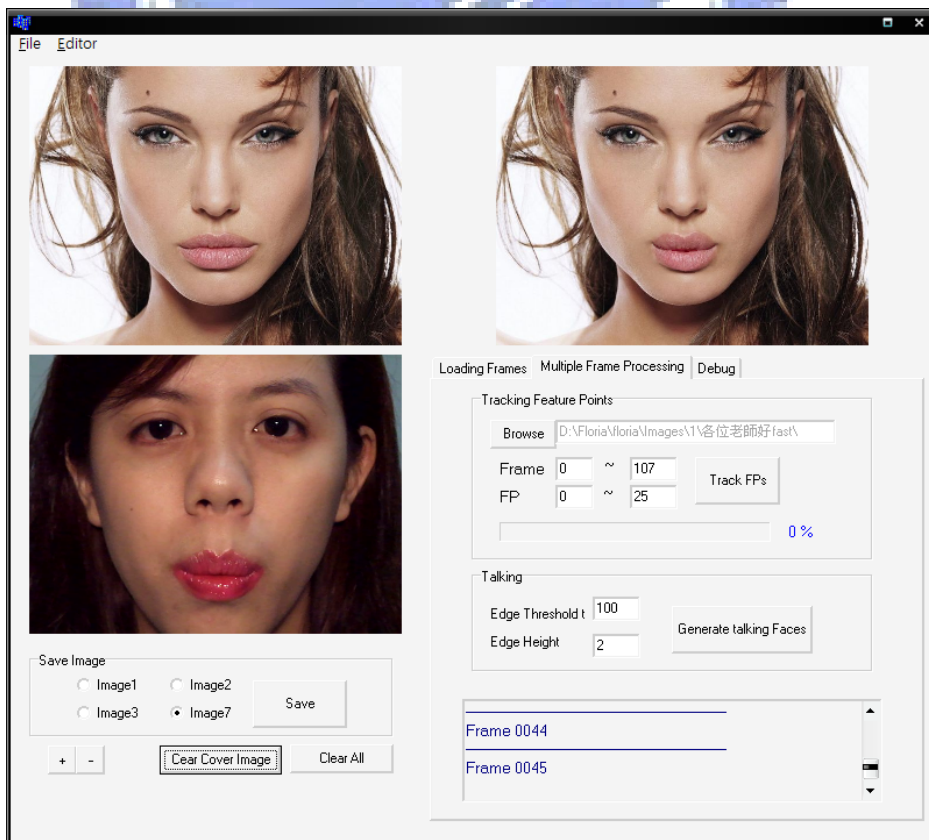 File Editor
Loading Frames Multiple Frame Processing Debug
Tracking Feature Points
Browse D:\Floria\floria\Images\1\各位老師好fast\
Frame 0 ~ 107
FP 0 ~ 25
Track FPs
0 %
Talking
Edge Threshold t 100
Edge Height 2
Generate talking Faces
Save Image
Image1 Image2
Image3 Image7
Save
+ - Cear Cover Image Clear All
Frame 0044
Frame 0045